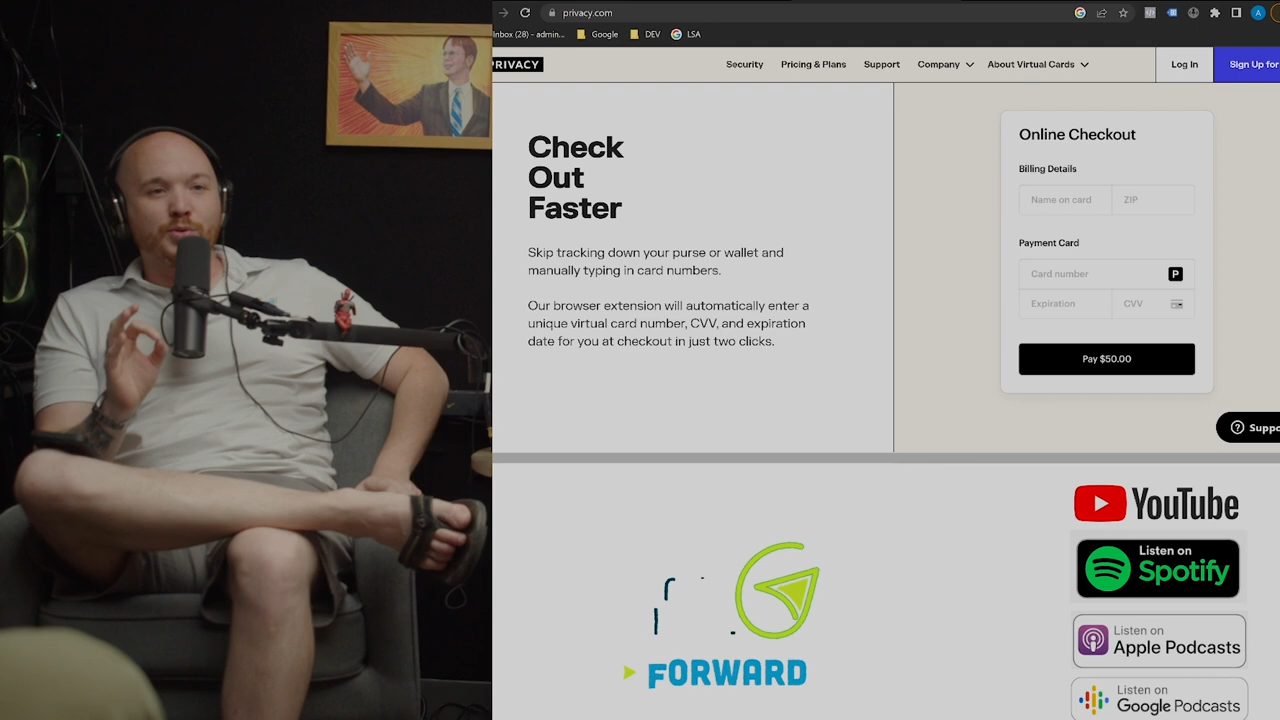 privacy.com
Inbox (28) - admin... Google DEV LSA
PRIVACY Security Pricing & Plans Support Company About Virtual Cards Log In Sign Up for
Check
Out
Faster
Skip tracking down your purse or wallet and
manually typing in card numbers.
Our browser extension will automatically enter a
unique virtual card number, CVV, and expiration
date for you at checkout in just two clicks.
Online Checkout
Billing Details
Name on card ZIP
Payment Card
Card number P
Expiration CVV
Pay $50.00
Suppo
FORWARD
YouTube
Listen on
Spotify
Listen on
Apple Podcasts
Listen on
Google Podcasts